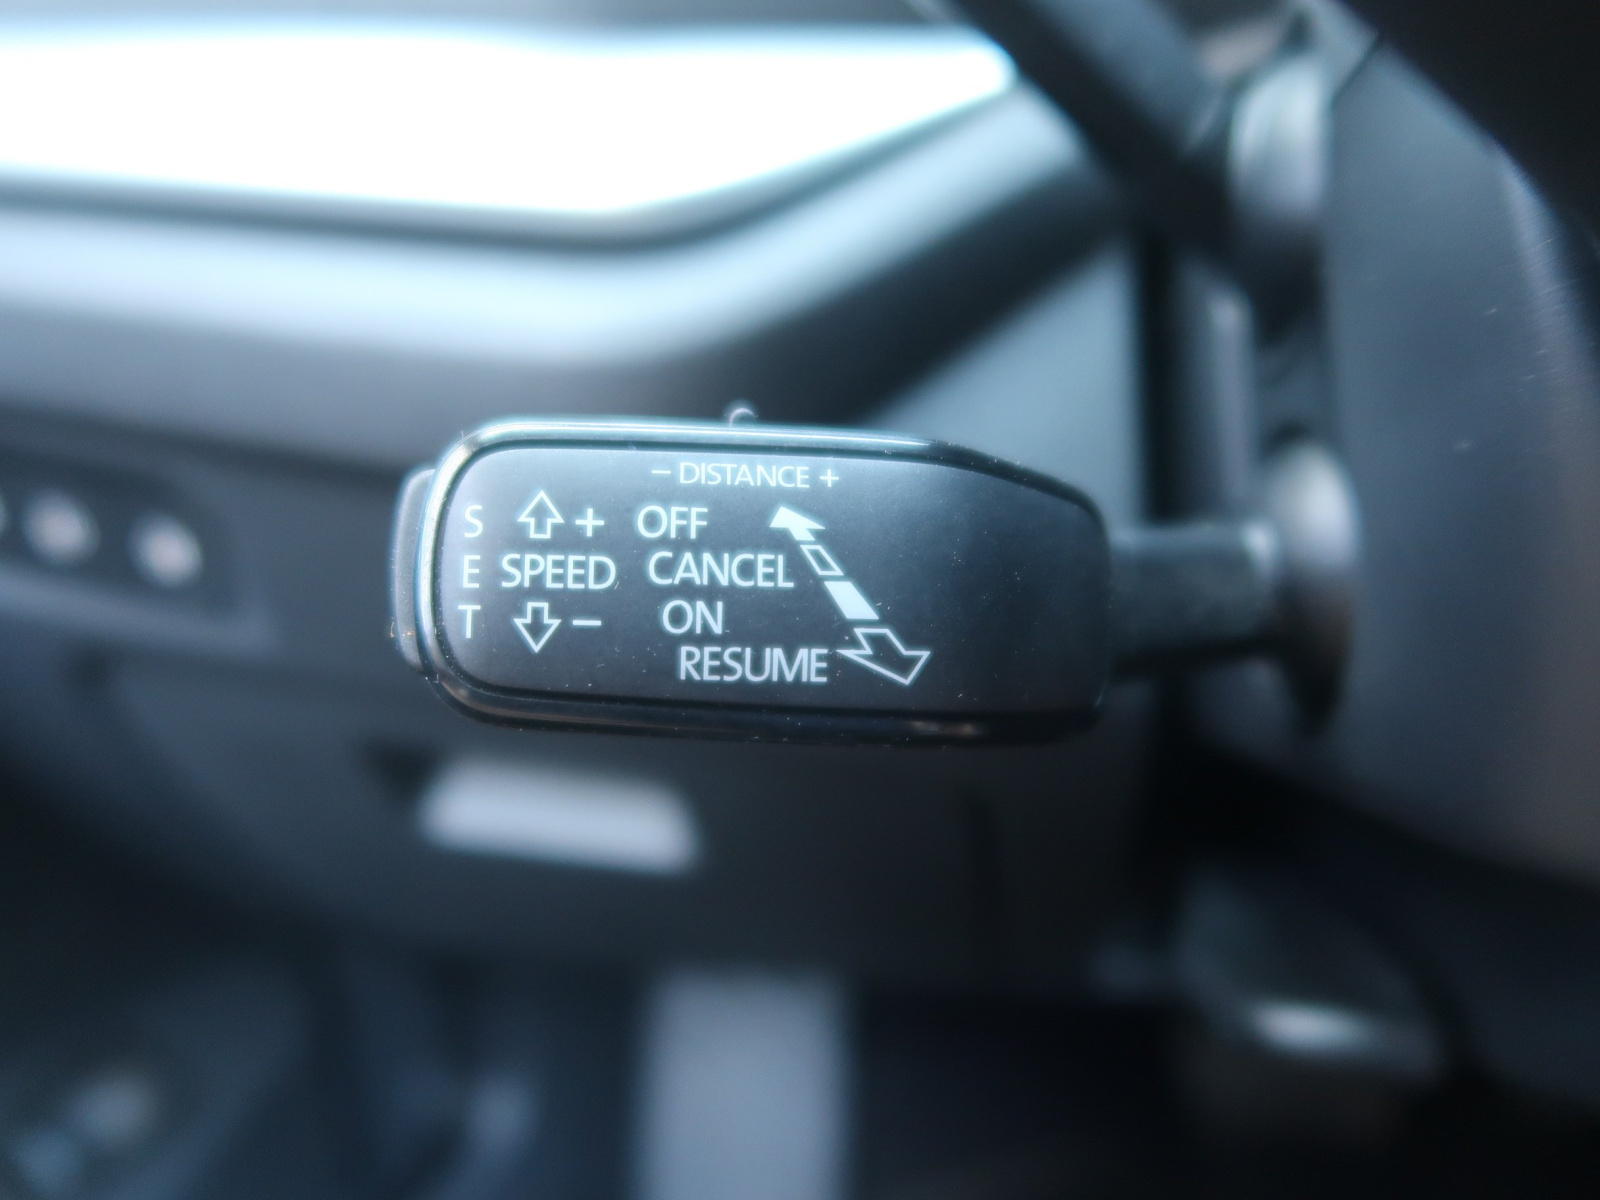 − DISTANCE +
S + OFF
E SPEED CANCEL
T − ON
RESUME